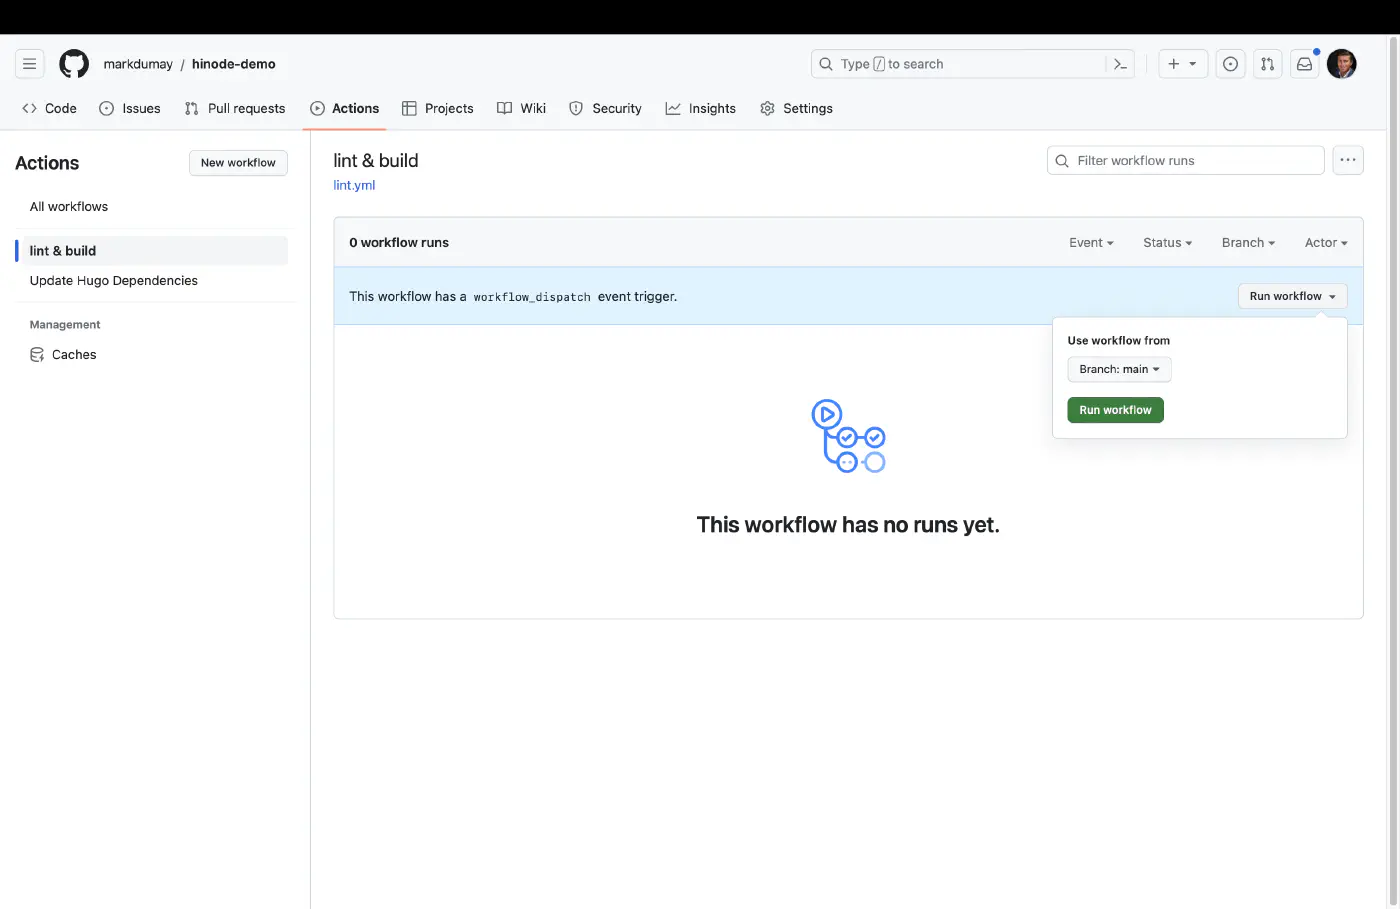 markdumay / hinode-demo
Type / to search
Code Issues Pull requests Actions Projects Wiki Security Insights Settings
Actions
New workflow
All workflows
lint & build
Update Hugo Dependencies
Management
Caches
lint & build
lint.yml
Filter workflow runs
0 workflow runs
Event Status Branch Actor
This workflow has a workflow_dispatch event trigger.
Run workflow
Use workflow from
Branch: main
Run workflow
This workflow has no runs yet.